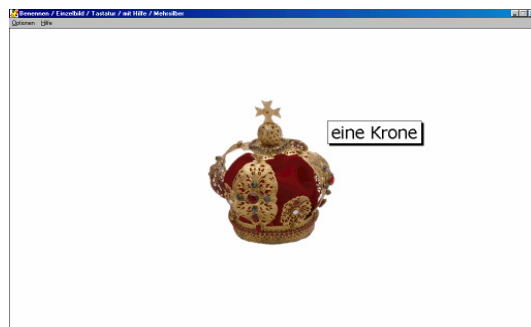 Benennen / Einzelbild / Tastatur / mit Hilfe / Mehrsilber
Optionen Hilfe
eine Krone